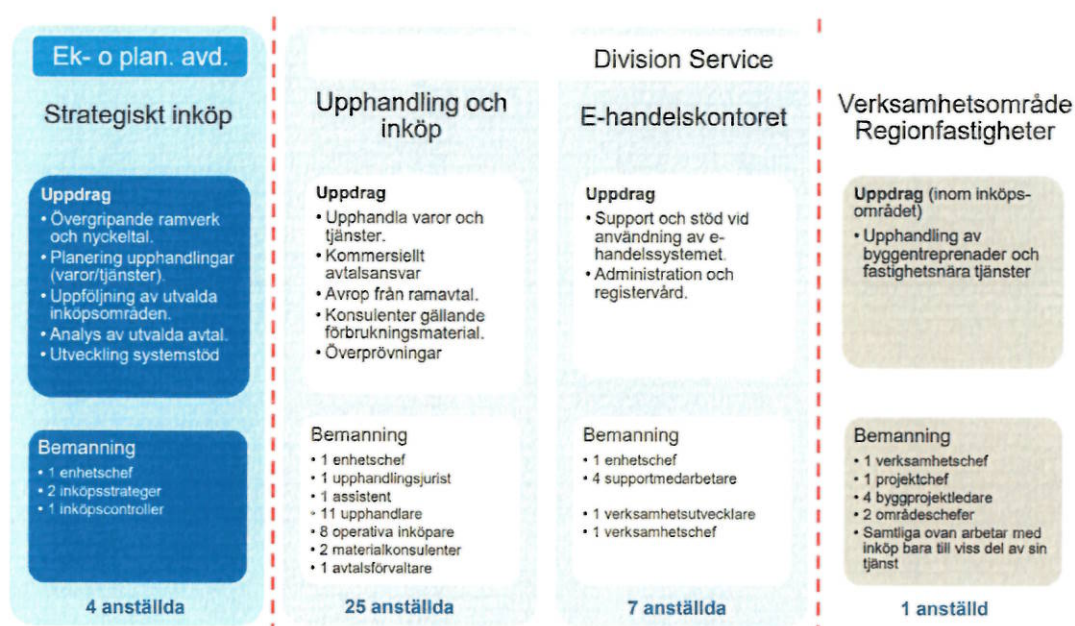 Ek- o plan. avd.
Strategiskt inköp
Uppdrag
• Övergripande ramverk
och nyckeltal.
• Planering upphandlingar
(varor/tjänster).
• Uppföljning av utvalda
inköpsområden.
• Analys av utvalda avtal.
• Utveckling systemstöd
Bemanning
• 1 enhetschef
• 2 inköpsstrateger
• 1 inköpscontroller
4 anställda
Division Service
Upphandling och
inköp
Uppdrag
• Upphandla varor och
tjänster.
• Kommersiellt
avtalsansvar
• Avrop från ramavtal.
• Konsulenter gällande
förbrukningsmaterial.
• Överprövningar
Bemanning
• 1 enhetschef
• 1 upphandlingsjurist
• 1 assistent
• 11 upphandlare
• 8 operativa inköpare
• 2 materialkonsulenter
• 1 avtalsförvaltare
25 anställda
E-handelskontoret
Uppdrag
• Support och stöd vid
användning av e-
handelssystemet.
• Administration och
registervård.
Bemanning
• 1 enhetschef
• 4 supportmedarbetare
• 1 verksamhetsutvecklare
• 1 verksamhetschef
7 anställda
Verksamhetsområde
Regionfastigheter
Uppdrag (inom inköps-
området)
• Upphandling av
byggentreprenader och
fastighetsnära tjänster
Bemanning
• 1 verksamhetschef
• 1 projektchef
• 4 byggprojektledare
• 2 områdeschefer
• Samtliga ovan arbetar med
inköp bara till viss del av sin
tjänst
1 anställd